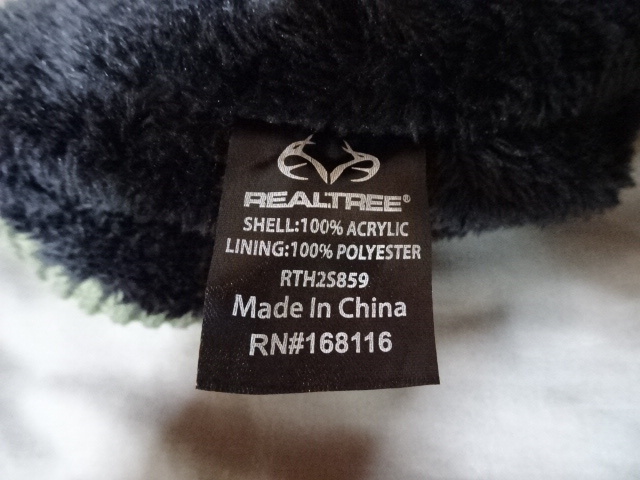 REALTREE®
SHELL:100% ACRYLIC
LINING:100% POLYESTER
RTH2S859
Made In China
RN#168116